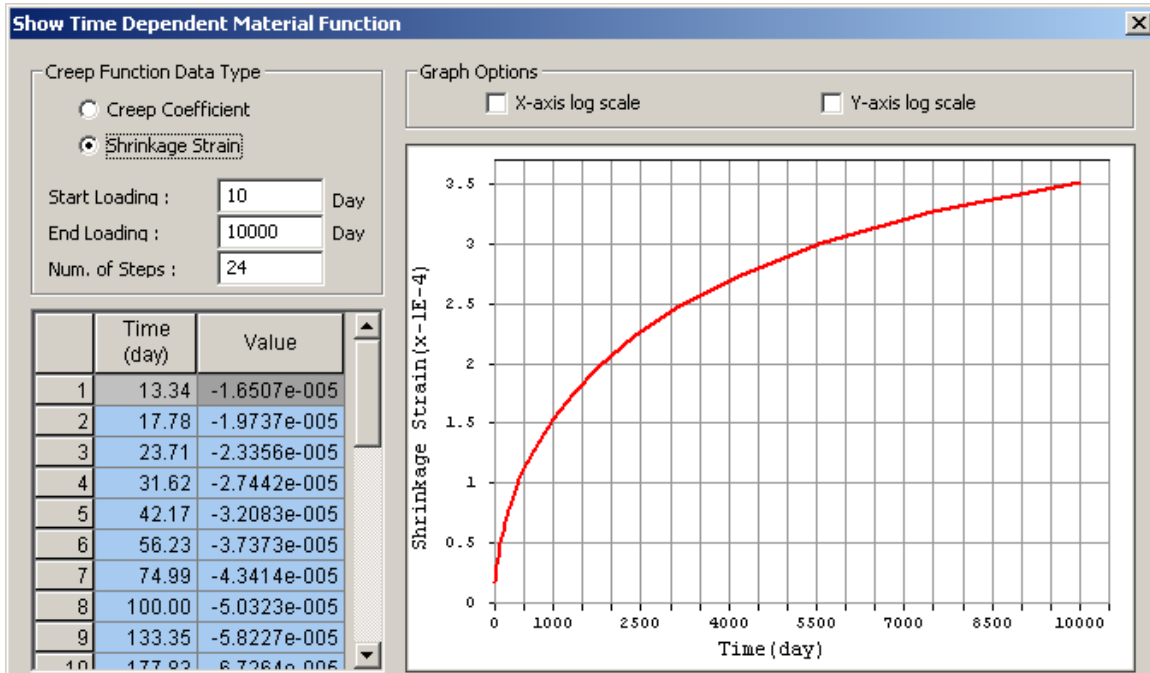 Show Time Dependent Material Function
Creep Function Data Type
Creep Coefficient
Shrinkage Strain
Start Loading : 10 Day
End Loading : 10000 Day
Num. of Steps : 24
Time (day) Value
1 13.34 -1.6507e-005
2 17.78 -1.9737e-005
3 23.71 -2.3356e-005
4 31.62 -2.7442e-005
5 42.17 -3.2083e-005
6 56.23 -3.7373e-005
7 74.99 -4.3414e-005
8 100.00 -5.0323e-005
9 133.35 -5.8227e-005
10 177.83 -6.7264e-005
Graph Options
X-axis log scale
Y-axis log scale
Shrinkage Strain(x-1E-4)
3.5
3
2.5
2
1.5
1
0.5
0
0 1000 2500 4000 5500 7000 8500 10000
Time(day)